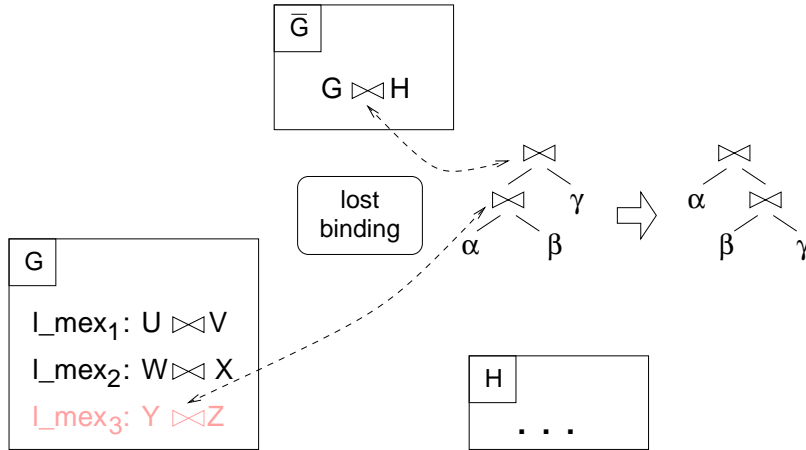 G̅
G ⋈ H
lost
binding
⋈
⋈ γ
α β
⋈
α ⋈
β γ
G
l_mex₁: U ⋈ V
l_mex₂: W ⋈ X
l_mex₃: Y ⋈ Z
H
. . .